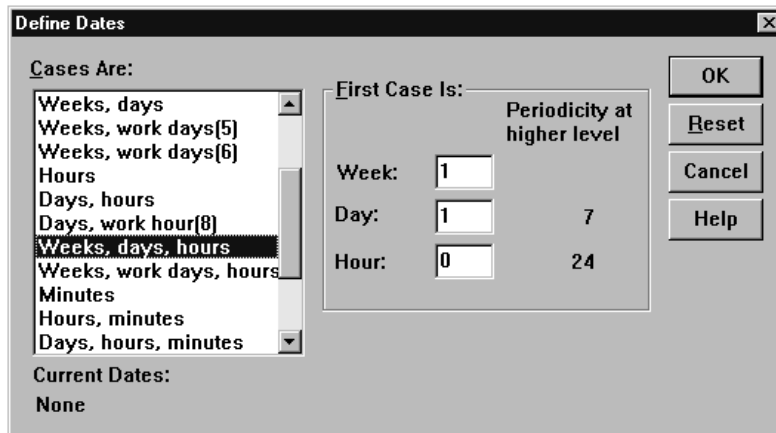 Define Dates
Cases Are:
Weeks, days
Weeks, work days(5)
Weeks, work days(6)
Hours
Days, hours
Days, work hour(8)
Weeks, days, hours
Weeks, work days, hours
Minutes
Hours, minutes
Days, hours, minutes
Current Dates:
None
First Case Is:
Periodicity at
higher level
Week: 1
Day: 1 7
Hour: 0 24
OK
Reset
Cancel
Help